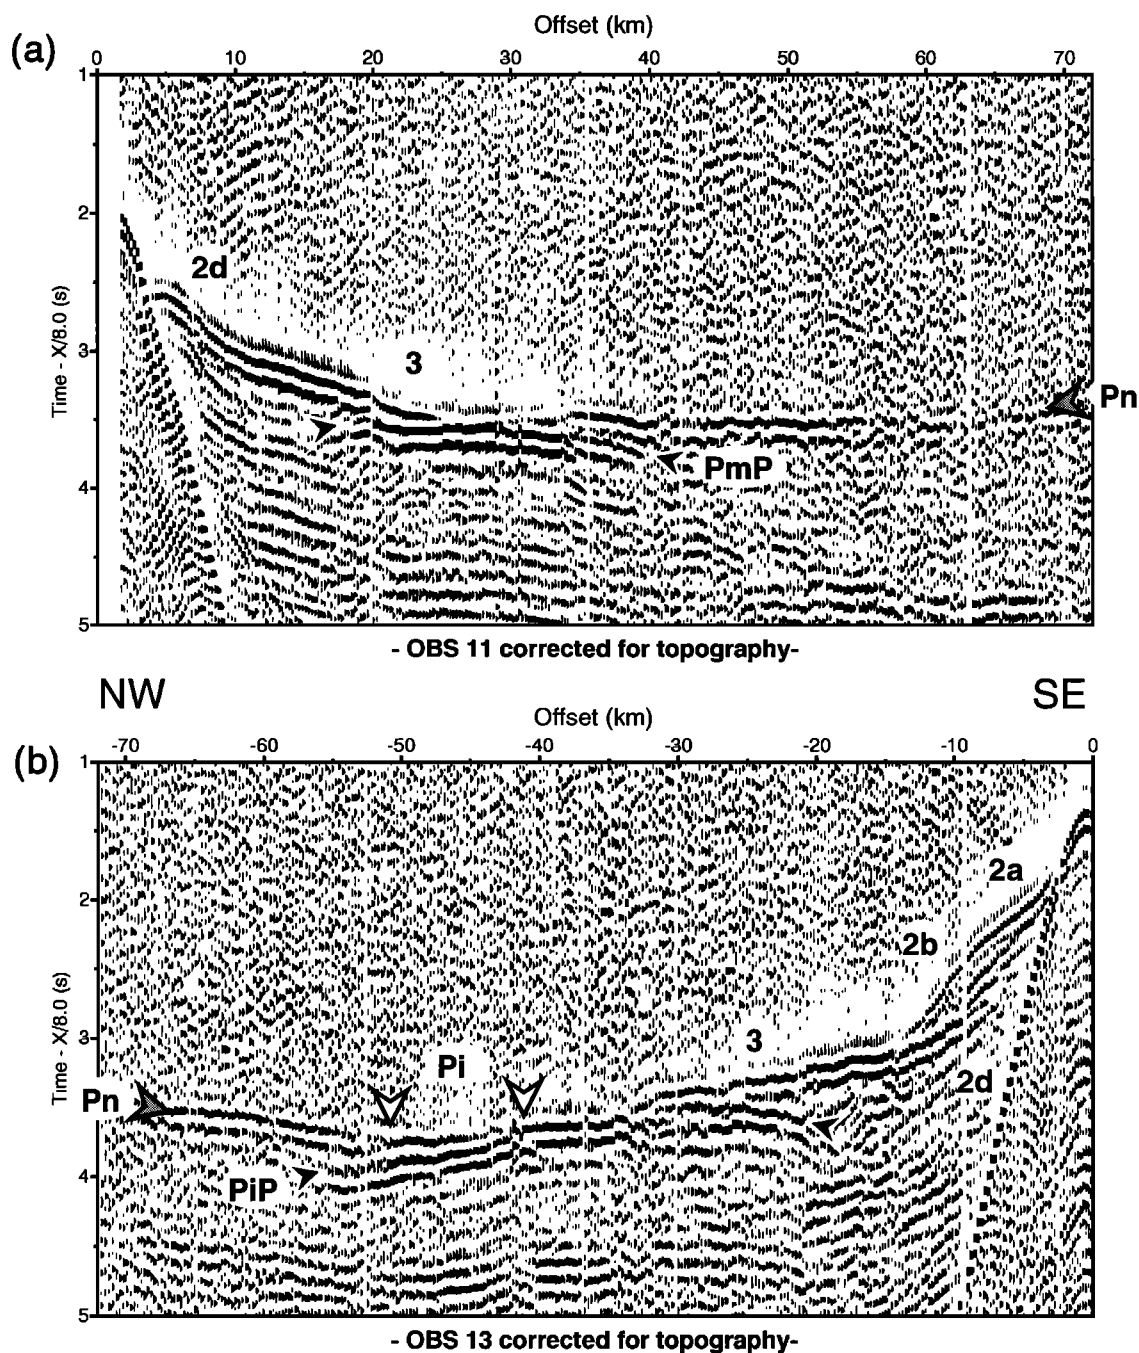 Offset (km)
(a)
0 10 20 30 40 50 60 70
1
2
2d
Time - X/8.0 (s)
3
3
Pn
PmP
4
5
- OBS 11 corrected for topography-
NW SE
Offset (km)
(b)
-70 -60 -50 -40 -30 -20 -10 0
1
2a
2
2b
Time - X/8.0 (s)
3
3
Pi
2d
Pn
4
PiP
5
- OBS 13 corrected for topography-